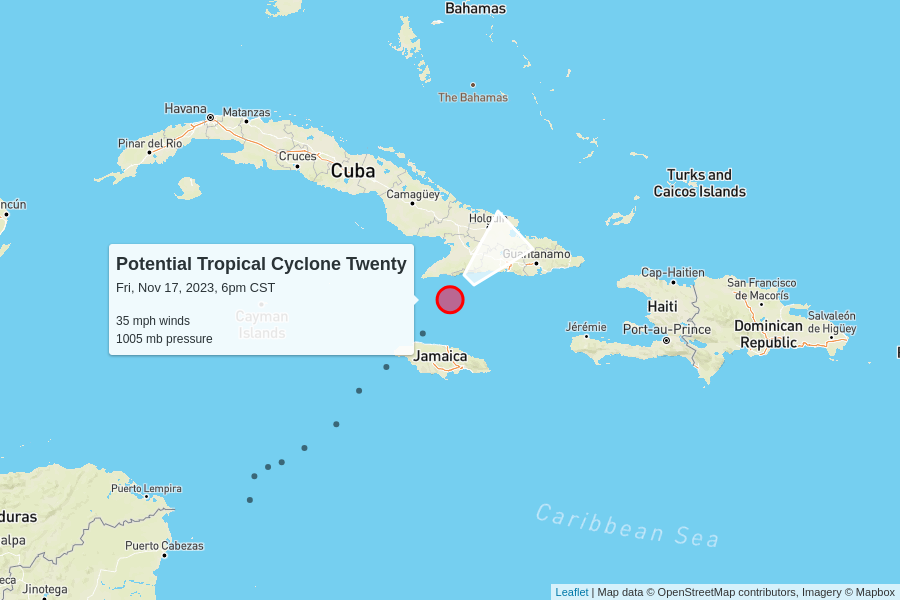 Bahamas
The Bahamas
Havana
Matanzas
Pinar del Rio
Cruces
Cuba
Camagüey
Turks and
Caicos Islands
ncún
Holguín
Guantanamo
Potential Tropical Cyclone Twenty
Fri, Nov 17, 2023, 6pm CST
35 mph winds
1005 mb pressure
Cayman
Islands
Cap-Haitien
San Francisco
de Macorís
Haiti
Jérémie
Port-au-Prince
Dominican
Republic
Salvaleón
de Higüey
Jamaica
Puerto Lempira
duras
alpa
Puerto Cabezas
eca
Jinotega
Caribbean Sea
Leaflet | Map data © OpenStreetMap contributors, Imagery © Mapbox